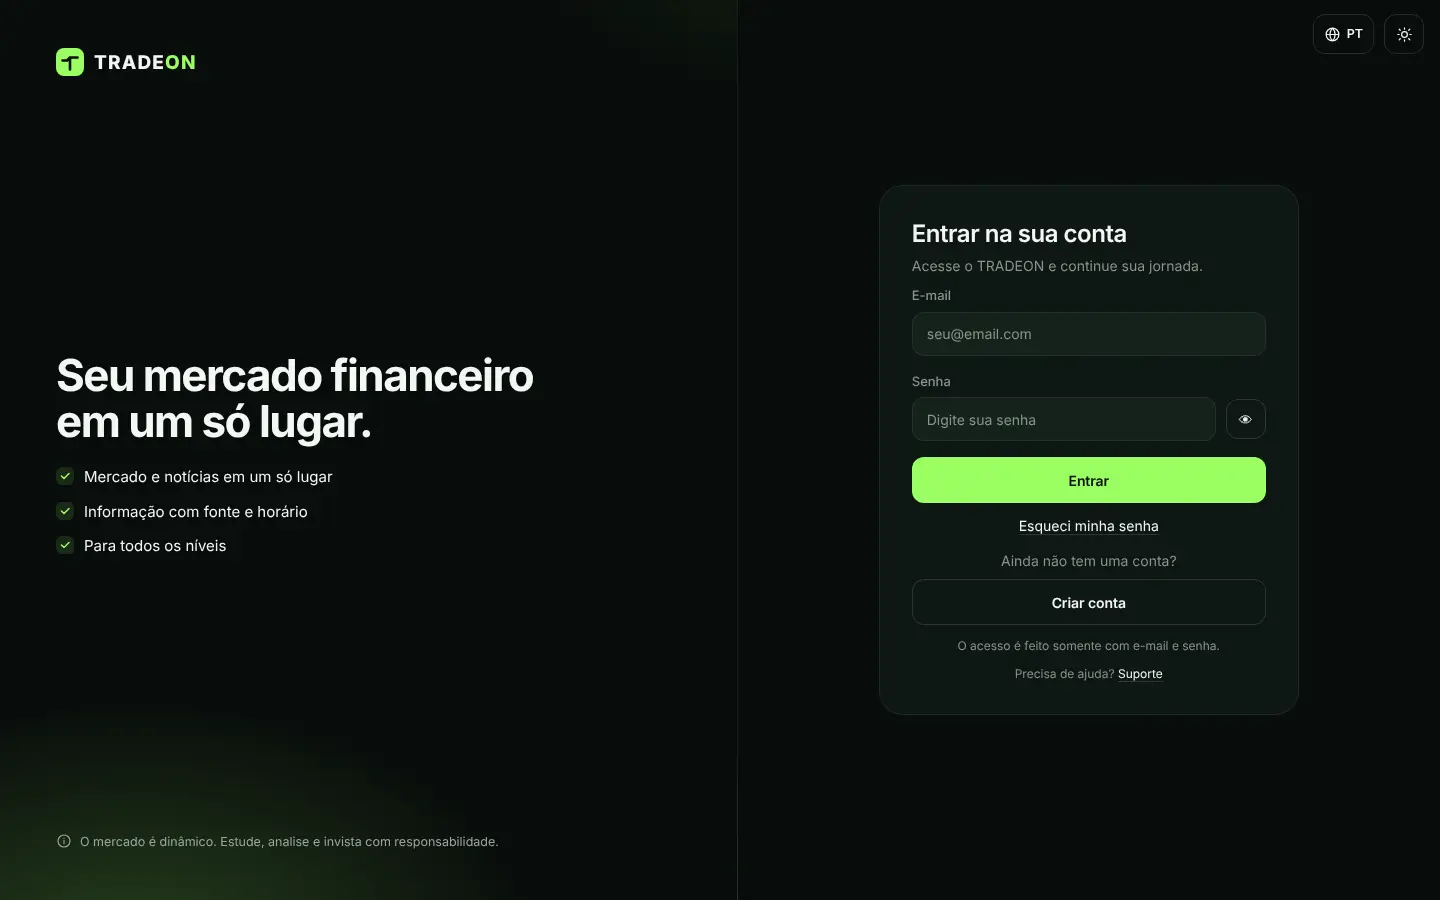 TRADEON
PT
Seu mercado financeiro
em um só lugar.
Mercado e notícias em um só lugar
Informação com fonte e horário
Para todos os níveis
O mercado é dinâmico. Estude, analise e invista com responsabilidade.
Entrar na sua conta
Acesse o TRADEON e continue sua jornada.
E-mail
seu@email.com
Senha
Digite sua senha
Entrar
Esqueci minha senha
Ainda não tem uma conta?
Criar conta
O acesso é feito somente com e-mail e senha.
Precisa de ajuda? Suporte